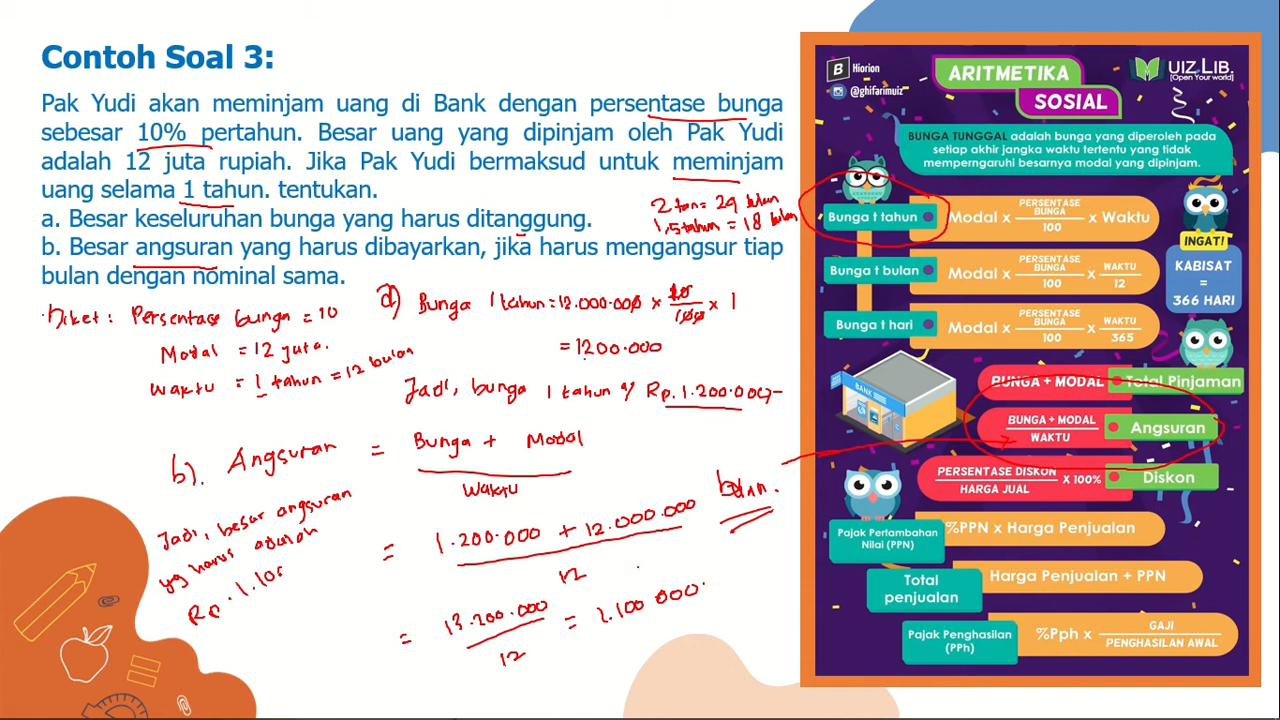 Contoh Soal 3:
Pak Yudi akan meminjam uang di Bank dengan persentase bunga
sebesar 10% pertahun. Besar uang yang dipinjam oleh Pak Yudi
adalah 12 juta rupiah. Jika Pak Yudi bermaksud untuk meminjam
uang selama 1 tahun. tentukan.
a. Besar keseluruhan bunga yang harus ditanggung.
b. Besar angsuran yang harus dibayarkan, jika harus mengangsur tiap
bulan dengan nominal sama.
1,5 tahun = 18 bulan
Diket : Persentase bunga = 10
Modal = 12 juta.
Waktu = 1 tahun = 12 bulan
a) Bunga 1 tahun = 12.000.000 × 10/100 × 1
= 1200.000
Jadi, bunga 1 tahun Rp. 1.200.000,-
b). Angsuran = Bunga + Modal
Waktu
= 1.200.000 + 12.000.000
12
bulan.
= 13.200.000 = 1.100 000.
12
Jadi, besar angsuran
yg harus
Rp. 1.100
B Hiorion
@ghifarimuiz
ARITMETIKA
SOSIAL
MUIZ LIB.
[Open Your world]
BUNGA TUNGGAL adalah bunga yang diperoleh pada
setiap akhir jangka waktu tertentu yang tidak
memperngaruhi besarnya modal yang dipinjam.
Bunga t tahun Modal x PERSENTASE BUNGA / 100 x Waktu
Bunga t bulan Modal x PERSENTASE BUNGA / 100 x WAKTU / 12
Bunga t hari Modal x PERSENTASE BUNGA / 100 x WAKTU / 365
INGAT!
KABISAT
=
366 HARI
BANK
BUNGA + MODAL Total Pinjaman
BUNGA + MODAL / WAKTU Angsuran
PERSENTASE DISKON / HARGA JUAL X 100% Diskon
Pajak Pertambahan
Nilai (PPN)
%PPN x Harga Penjualan
Total
penjualan
Harga Penjualan + PPN
Pajak Penghasilan
(PPh)
%Pph x GAJI / PENGHASILAN AWAL